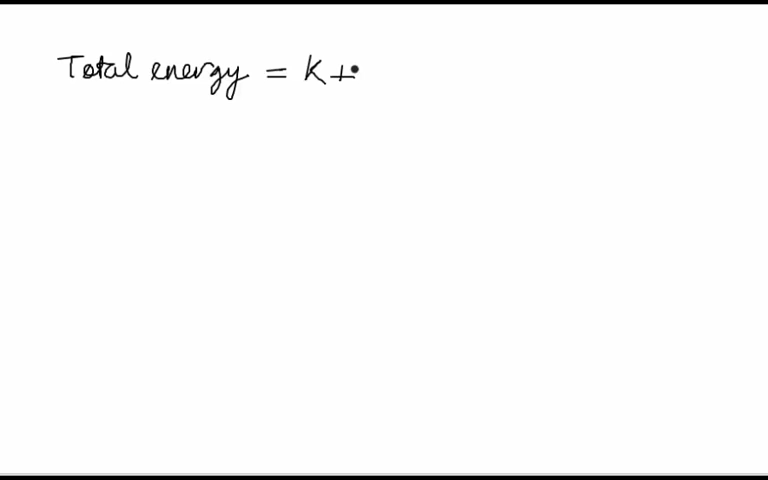 Total energy = K+